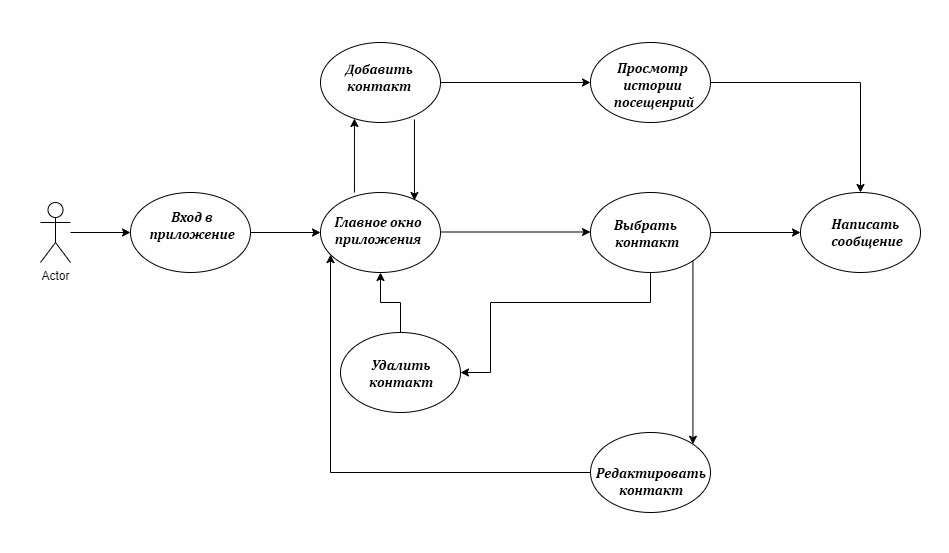 Добавить
контакт
Просмотр
истории
посещенрий
Вход в
приложение
Главное окно
приложения
Выбрать
контакт
Написать
сообщение
Actor
Удалить
контакт
Редактировать
контакт